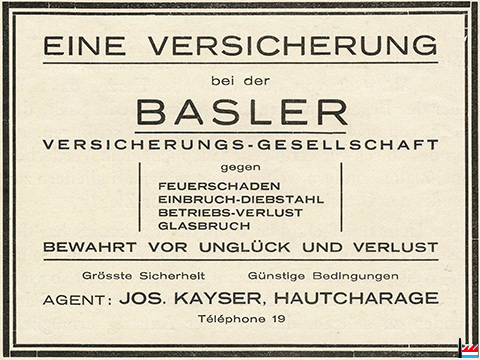 EINE VERSICHERUNG
bei der
BASLER
VERSICHERUNGS-GESELLSCHAFT
gegen
FEUERSCHADEN
EINBRUCH-DIEBSTAHL
BETRIEBS-VERLUST
GLASBRUCH
BEWAHRT VOR UNGLÜCK UND VERLUST
Grösste Sicherheit Günstige Bedingungen
AGENT: JOS. KAYSER, HAUTCHARAGE
Téléphone 19